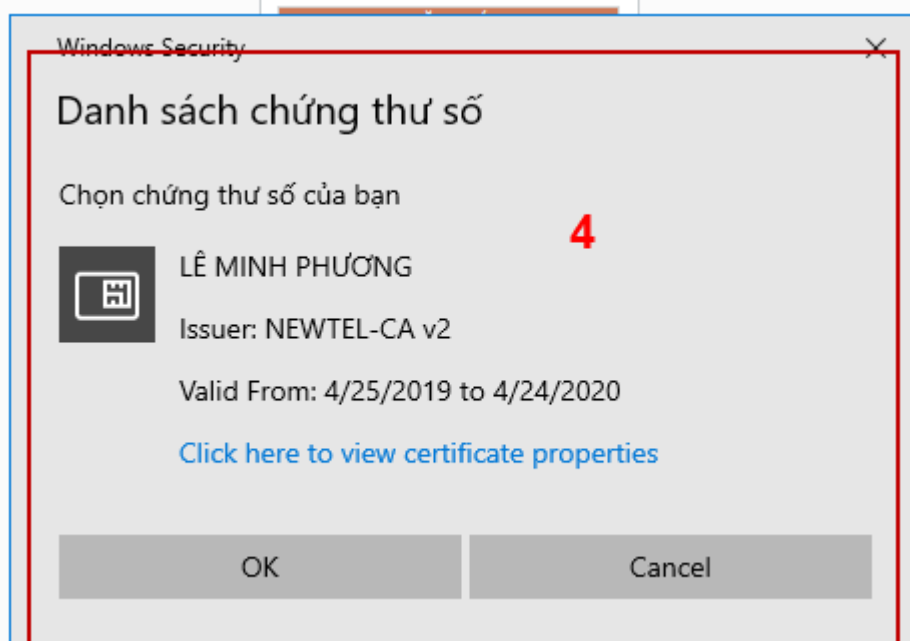 Windows Security
Danh sách chứng thư số
Chọn chứng thư số của bạn
4
LÊ MINH PHƯƠNG
Issuer: NEWTEL-CA v2
Valid From: 4/25/2019 to 4/24/2020
Click here to view certificate properties
OK
Cancel